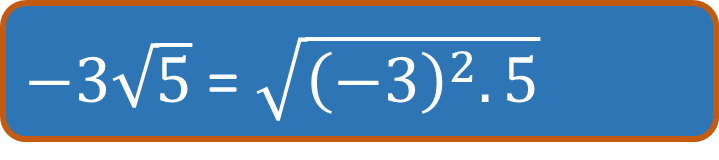 −3√5 = √((−3)². 5)